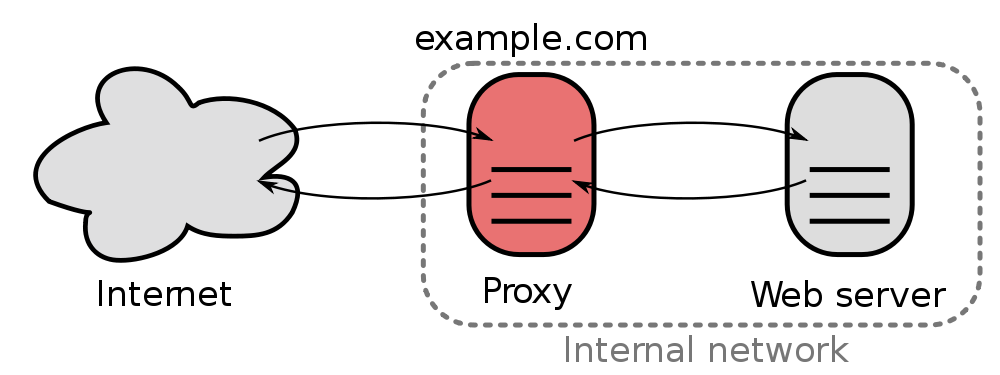 example.com
Internet
Proxy
Web server
Internal network